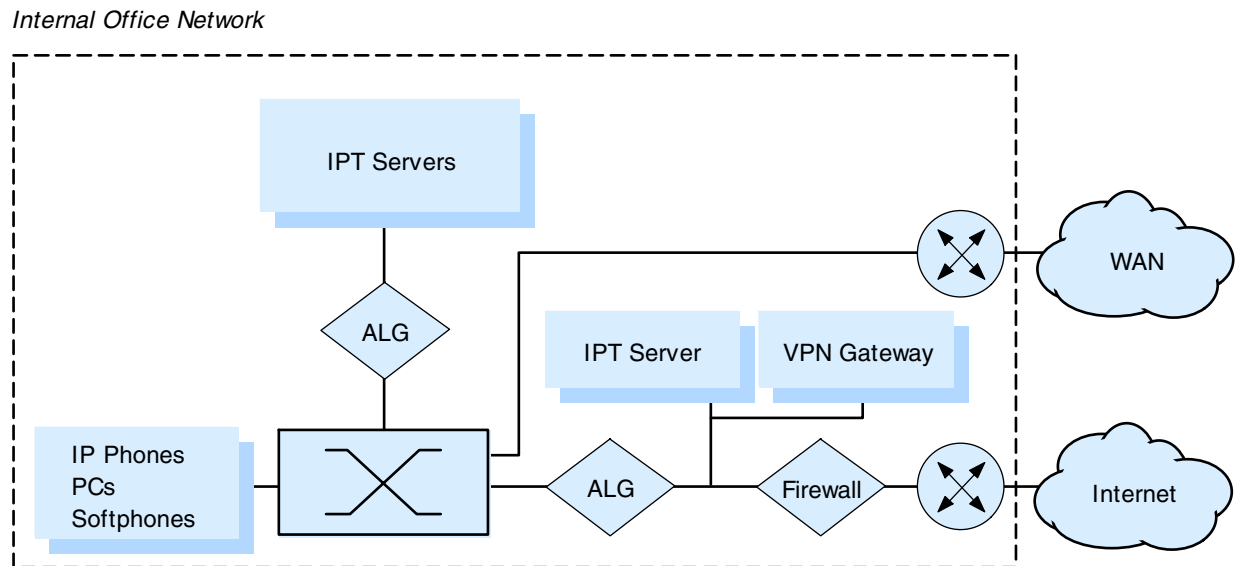 Internal Office Network
IPT Servers
ALG
WAN
IPT Server
VPN Gateway
IP Phones
PCs
Softphones
ALG
Firewall
Internet